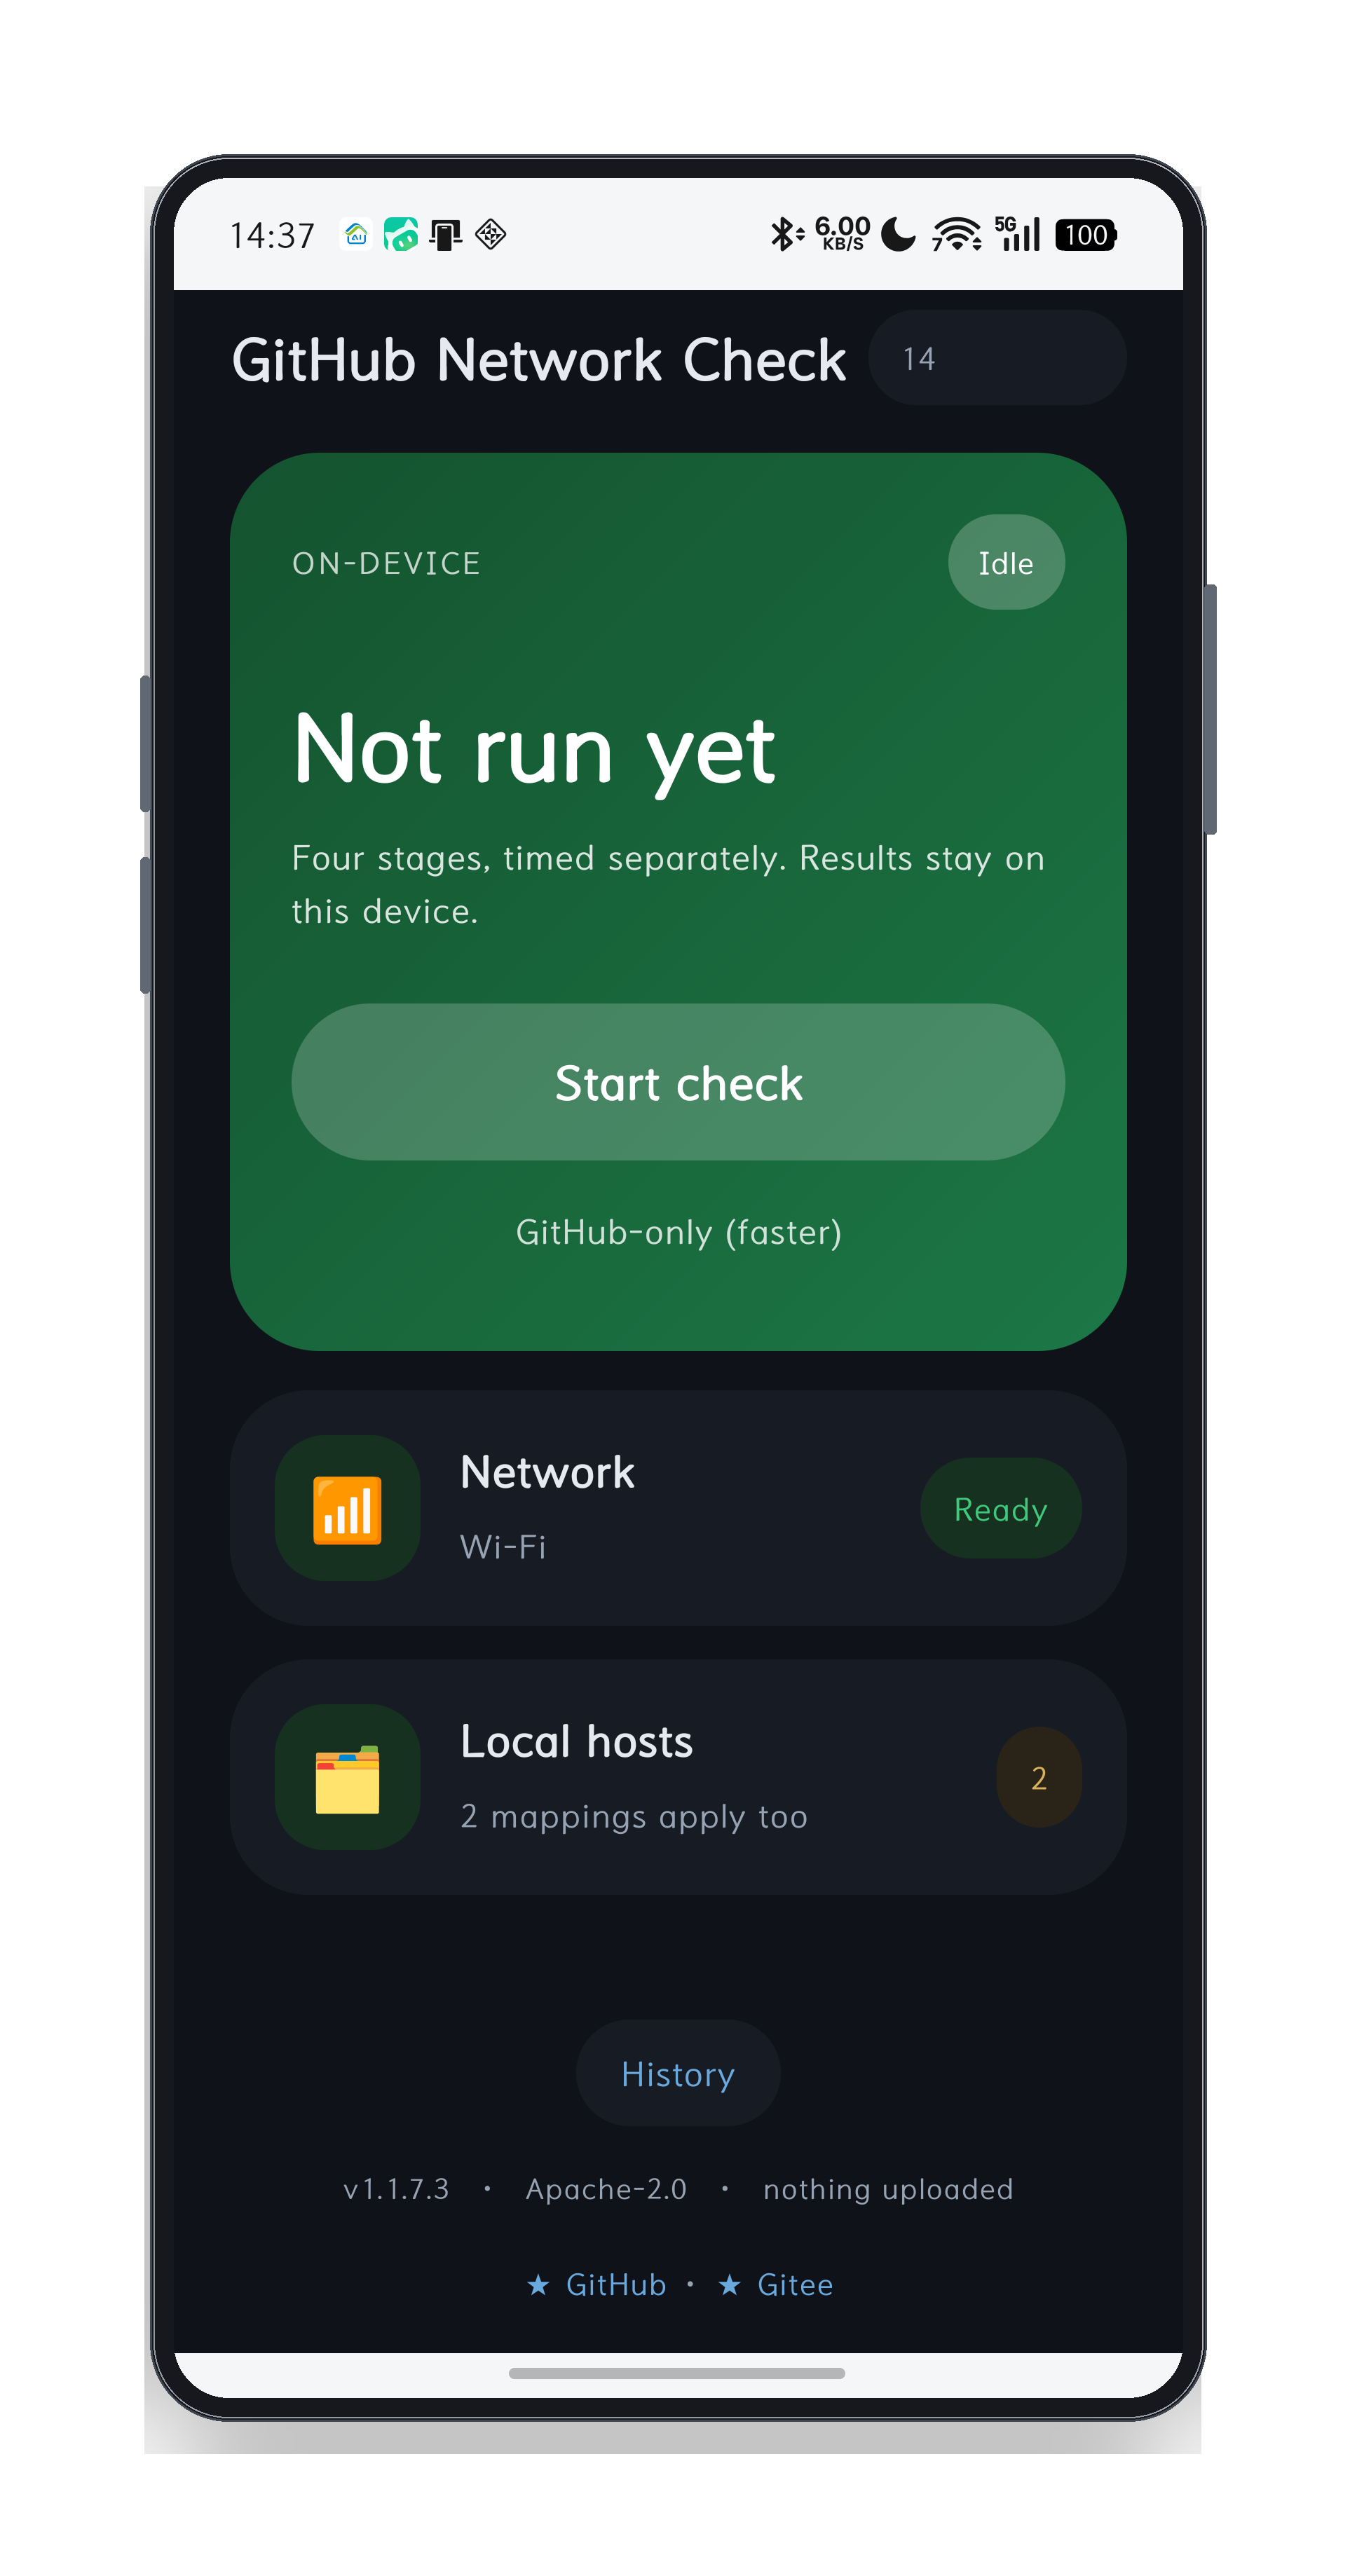 14:37
6.00 KB/S
7
5G
100
GitHub Network Check
14
ON-DEVICE
Idle
Not run yet
Four stages, timed separately. Results stay on
this device.
Start check
GitHub-only (faster)
Network
Wi-Fi
Ready
Local hosts
2 mappings apply too
2
History
v1.1.7.3 · Apache-2.0 · nothing uploaded
★ GitHub · ★ Gitee